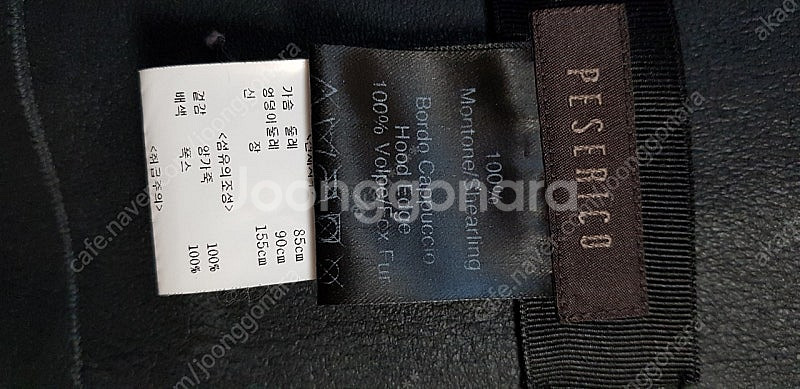 PESERICO
100%
Montone/Shearling
Bordo Cappuccio
Hood Edge
100% Volpe/Fox Fur
가슴 둘레 85cm
엉덩이둘레 90cm
신 장 155cm
<섬유의조성>
겉감 양가죽 100%
배색 폭스 100%
<취급주의>
Joonggonara
cafe.naver.com/joonggonara